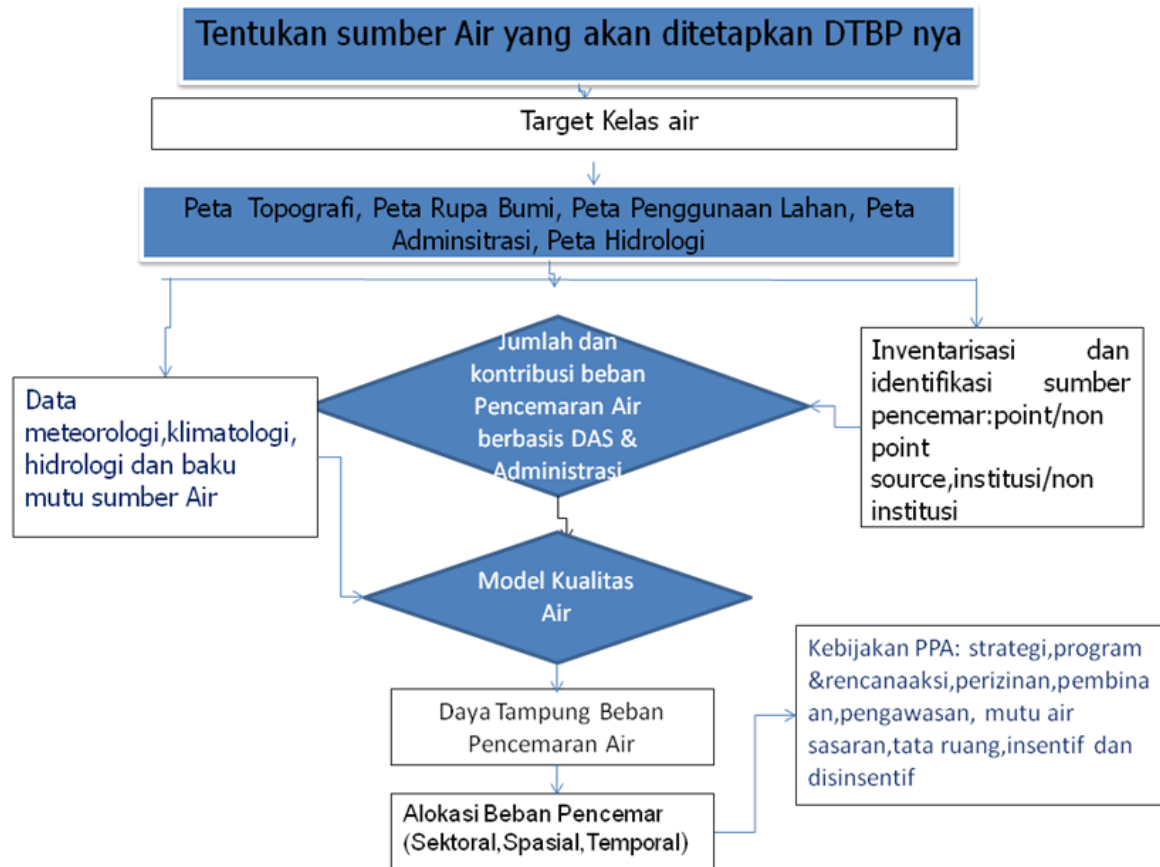 Tentukan sumber Air yang akan ditetapkan DTBP nya
Target Kelas air
Peta Topografi, Peta Rupa Bumi, Peta Penggunaan Lahan, Peta
Adminsitrasi, Peta Hidrologi
Jumlah dan
kontribusi beban
Pencemaran Air
berbasis DAS &
Administrasi
Data
meteorologi,klimatologi,
hidrologi dan baku
mutu sumber Air
Inventarisasi dan
identifikasi sumber
pencemar:point/non
point
source,institusi/non
institusi
Model Kualitas
Air
Daya Tampung Beban
Pencemaran Air
Alokasi Beban Pencemar
(Sektoral,Spasial,Temporal)
Kebijakan PPA: strategi,program
&rencanaaksi,perizinan,pembina
an,pengawasan, mutu air
sasaran,tata ruang,insentif dan
disinsentif